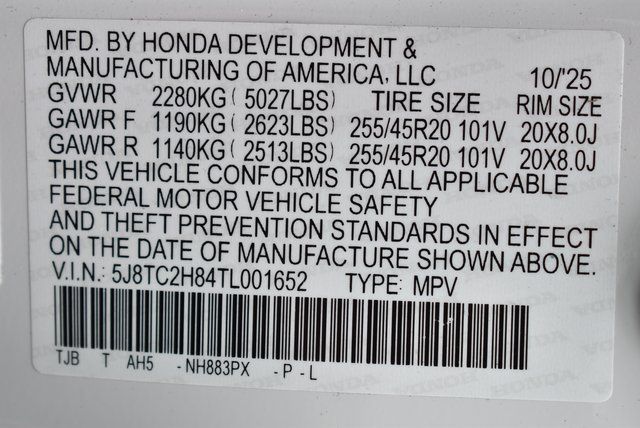 MFD. BY HONDA DEVELOPMENT &
MANUFACTURING OF AMERICA, LLC 10/'25
GVWR 2280KG ( 5027LBS) TIRE SIZE RIM SIZE
GAWR F 1190KG ( 2623LBS) 255/45R20 101V 20X8.0J
GAWR R 1140KG ( 2513LBS) 255/45R20 101V 20X8.0J
THIS VEHICLE CONFORMS TO ALL APPLICABLE
FEDERAL MOTOR VEHICLE SAFETY
AND THEFT PREVENTION STANDARDS IN EFFECT
ON THE DATE OF MANUFACTURE SHOWN ABOVE.
V.I.N.: 5J8TC2H84TL001652 TYPE: MPV
TJB T AH5 -NH883PX -P-L